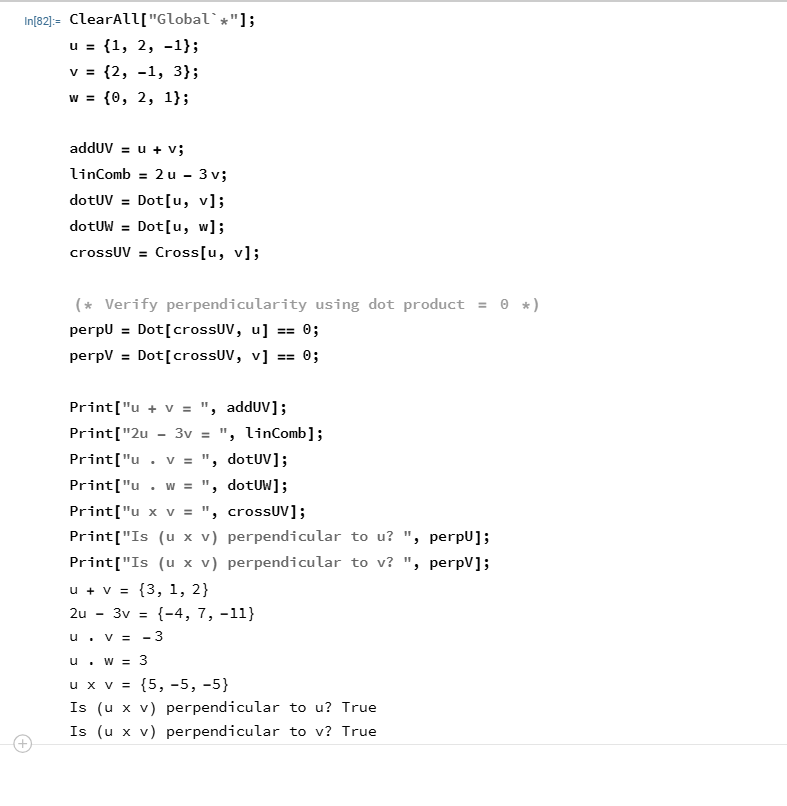 In[82]:= ClearAll["Global`*"];
u = {1, 2, -1};
v = {2, -1, 3};
w = {0, 2, 1};
addUV = u + v;
linComb = 2 u - 3 v;
dotUV = Dot[u, v];
dotUW = Dot[u, w];
crossUV = Cross[u, v];
(* Verify perpendicularity using dot product = 0 *)
perpU = Dot[crossUV, u] == 0;
perpV = Dot[crossUV, v] == 0;
Print["u + v = ", addUV];
Print["2u - 3v = ", linComb];
Print["u . v = ", dotUV];
Print["u . w = ", dotUW];
Print["u x v = ", crossUV];
Print["Is (u x v) perpendicular to u? ", perpU];
Print["Is (u x v) perpendicular to v? ", perpV];
u + v = {3, 1, 2}
2u - 3v = {-4, 7, -11}
u . v = -3
u . w = 3
u x v = {5, -5, -5}
Is (u x v) perpendicular to u? True
Is (u x v) perpendicular to v? True